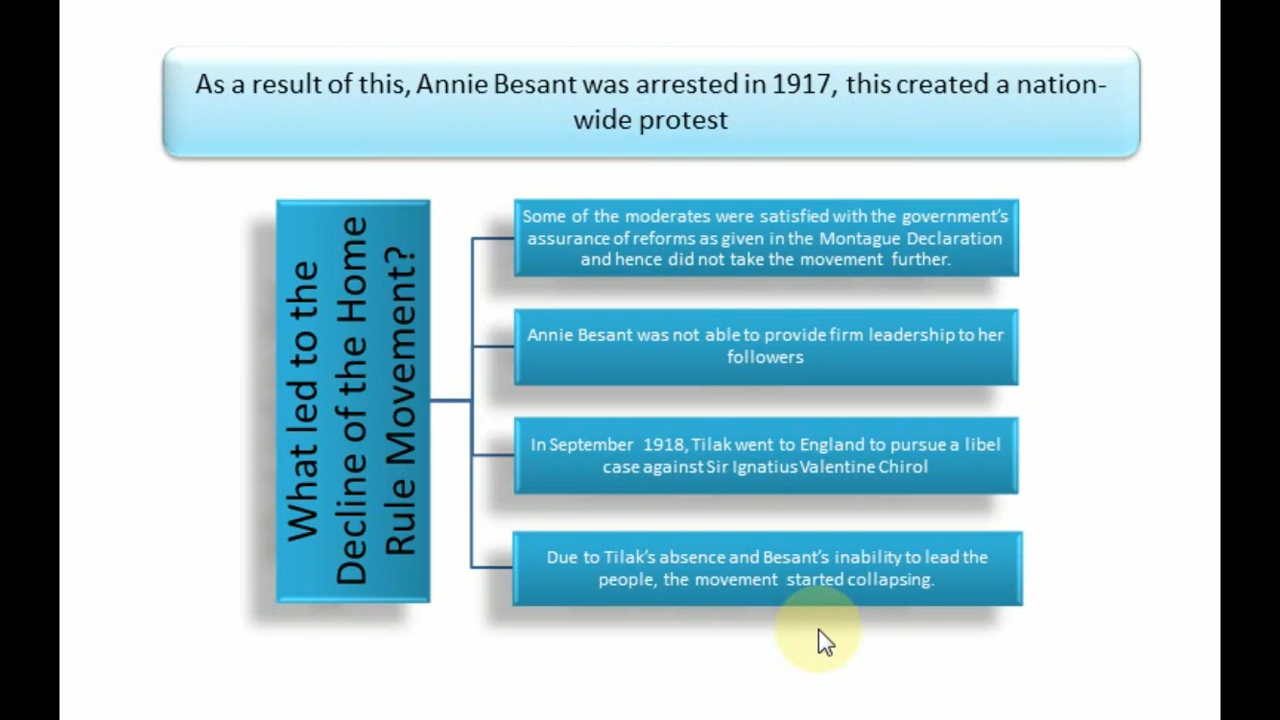 As a result of this, Annie Besant was arrested in 1917, this created a nation-
wide protest
What led to the
Decline of the Home
Rule Movement?
Some of the moderates were satisfied with the government's
assurance of reforms as given in the Montague Declaration
and hence did not take the movement further.
Annie Besant was not able to provide firm leadership to her
followers
In September 1918, Tilak went to England to pursue a libel
case against Sir Ignatius Valentine Chirol
Due to Tilak's absence and Besant's inability to lead the
people, the movement started collapsing.